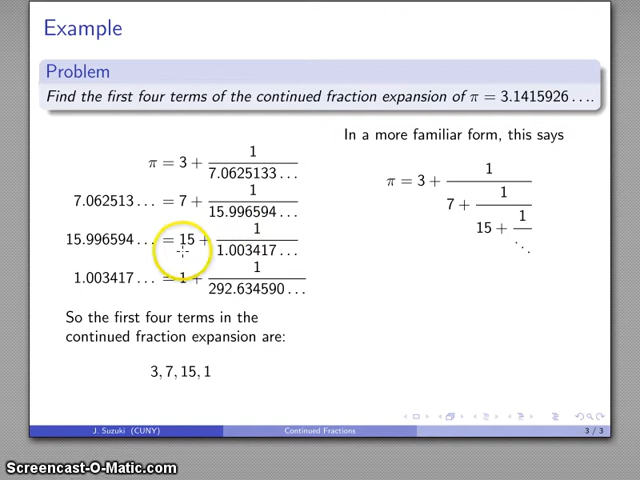 Example
Problem
Find the first four terms of the continued fraction expansion of π = 3.1415926 ....
π = 3 + 1 / 7.0625133 ...
7.062513 ... = 7 + 1 / 15.996594 ...
15.996594 ... = 15 + 1 / 1.003417 ...
1.003417 ... = 1 + 1 / 292.634590 ...
So the first four terms in the
continued fraction expansion are:
3, 7, 15, 1
In a more familiar form, this says
π = 3 + 1 / 7 + 1 / 15 + 1 / ⋱
J. Suzuki (CUNY)
Continued Fractions
3 / 3
Screencast-O-Matic.com